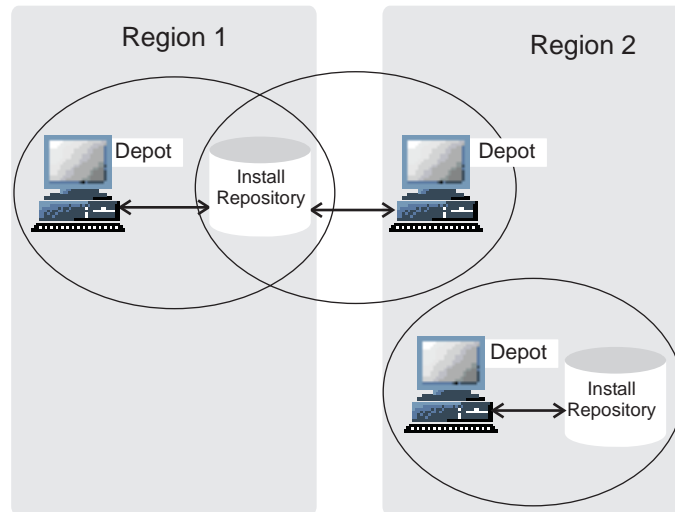 Region 1
Region 2
Depot
Install
Repository
Depot
Depot
Install
Repository